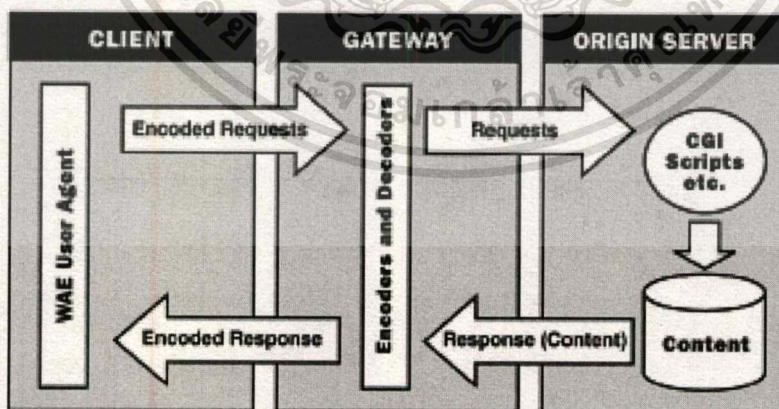 CLIENT
GATEWAY
ORIGIN SERVER
WAE User Agent
Encoded Requests
Encoders and Decoders
Requests
CGI
Scripts
etc.
Encoded Response
Response (Content)
Content